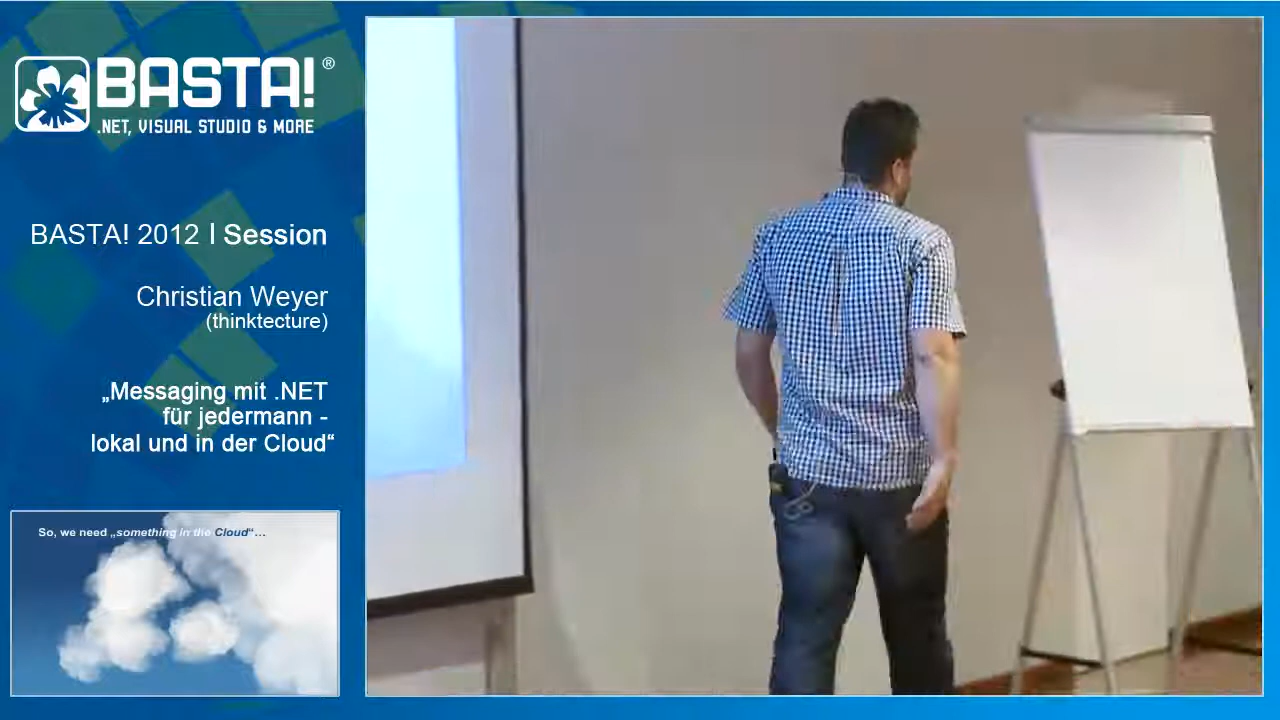 BASTA!®
.NET, VISUAL STUDIO & MORE
BASTA! 2012 | Session
Christian Weyer
(thinktecture)
„Messaging mit .NET
für jedermann -
lokal und in der Cloud“
So, we need „something in the Cloud“...